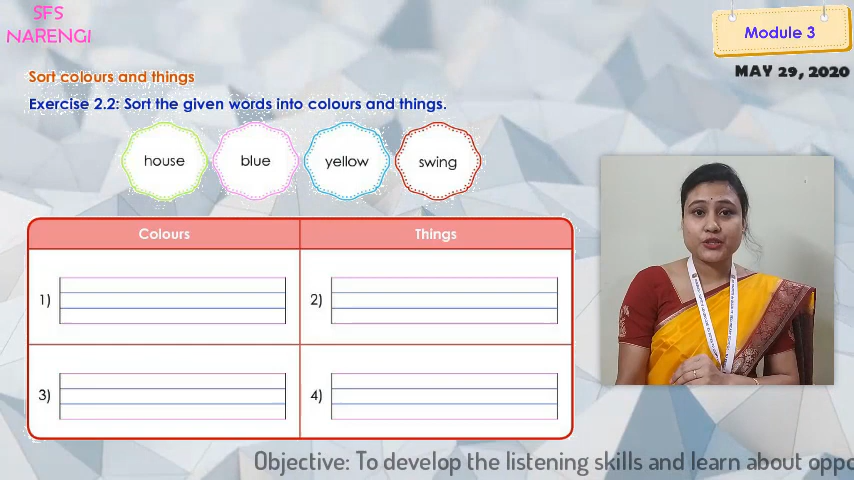 SFS
NARENGI
Module 3
MAY 29, 2020
Sort colours and things
Exercise 2.2: Sort the given words into colours and things.
house blue yellow swing
Colours Things
1) 2)
3) 4)
Objective: To develop the listening skills and learn about oppo